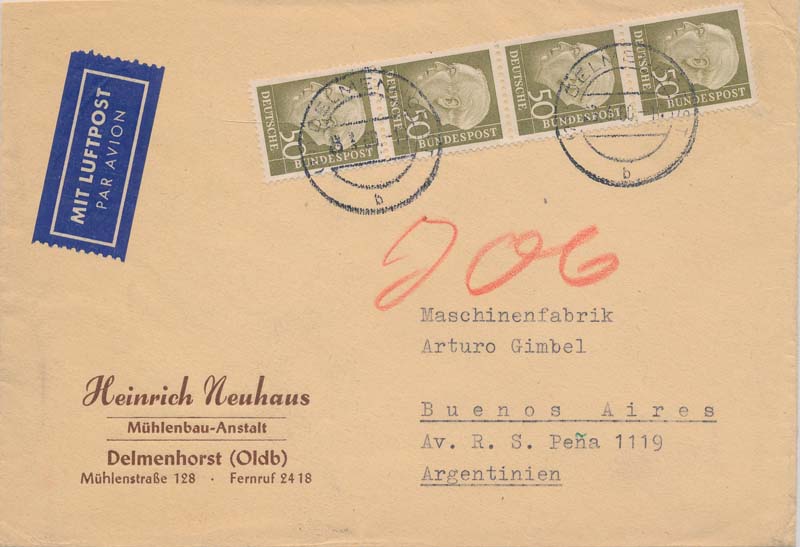 MIT LUFTPOST
PAR AVION
50 DEUTSCHE BUNDESPOST
50 DEUTSCHE BUNDESPOST
50 DEUTSCHE BUNDESPOST
50 DEUTSCHE BUNDESPOST
b
b
706
Maschinenfabrik
Arturo Gimbel
Buenos Aires
Av. R. S. Peña 1119
Argentinien
Heinrich Neuhaus
Mühlenbau-Anstalt
Delmenhorst (Oldb)
Mühlenstraße 128 · Fernruf 2418